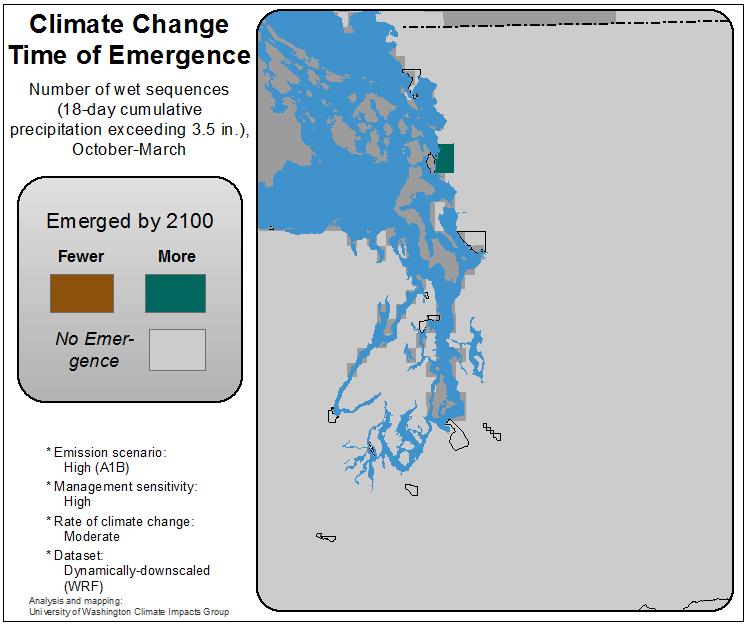 Climate Change
Time of Emergence
Number of wet sequences
(18-day cumulative
precipitation exceeding 3.5 in.),
October-March
Emerged by 2100
Fewer
More
No Emer-
gence
* Emission scenario:
High (A1B)
* Management sensitivity:
High
* Rate of climate change:
Moderate
* Dataset:
Dynamically-downscaled
(WRF)
Analysis and mapping:
University of Washington Climate Impacts Group